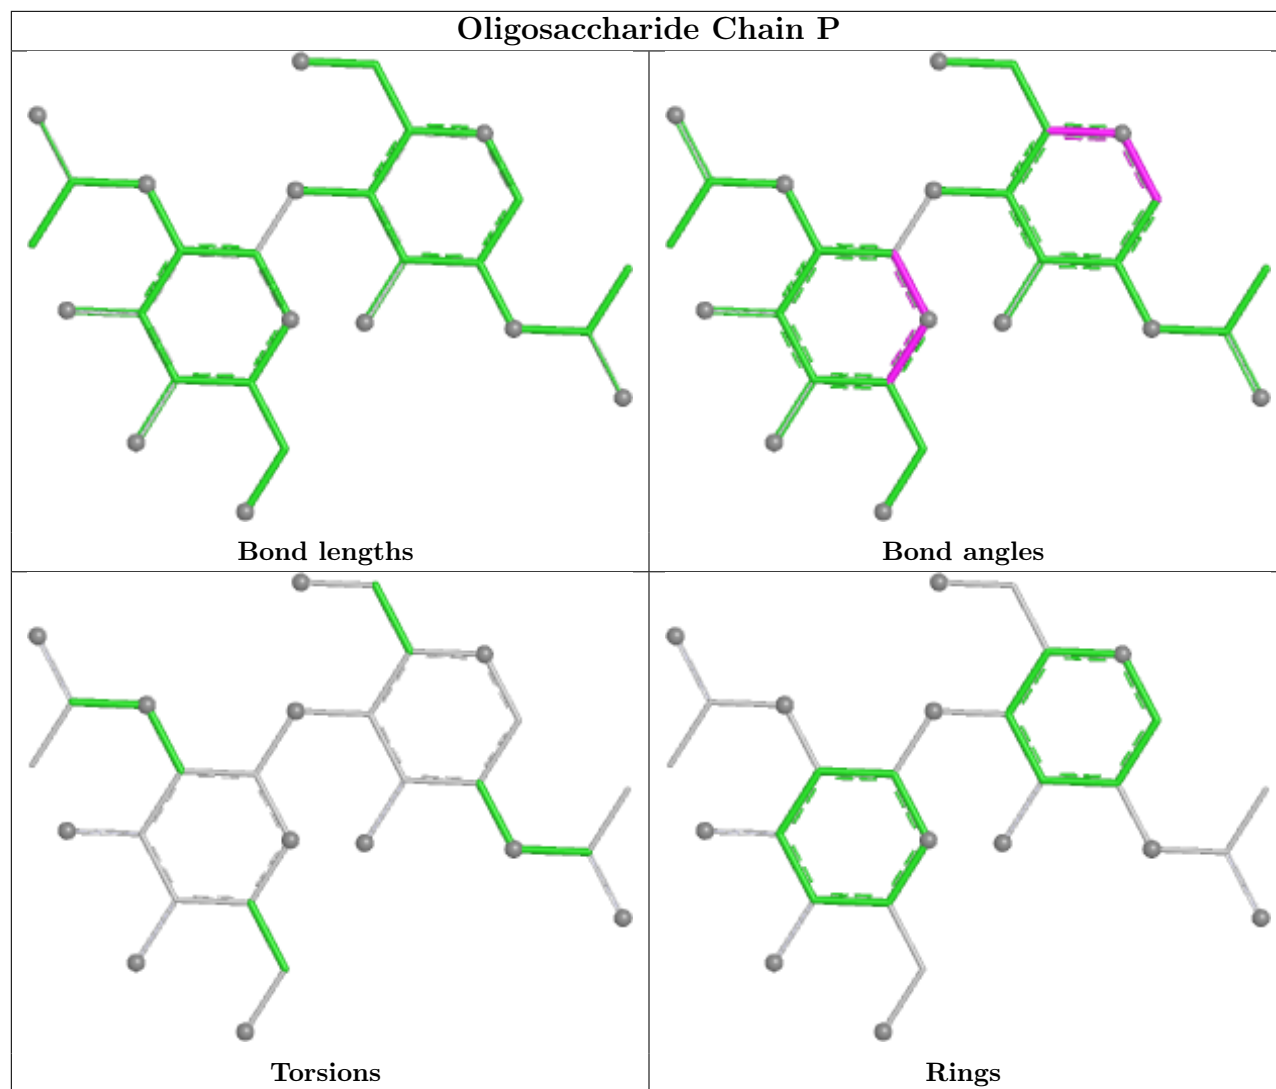 Oligosaccharide Chain P
Bond lengths
Bond angles
Torsions
Rings